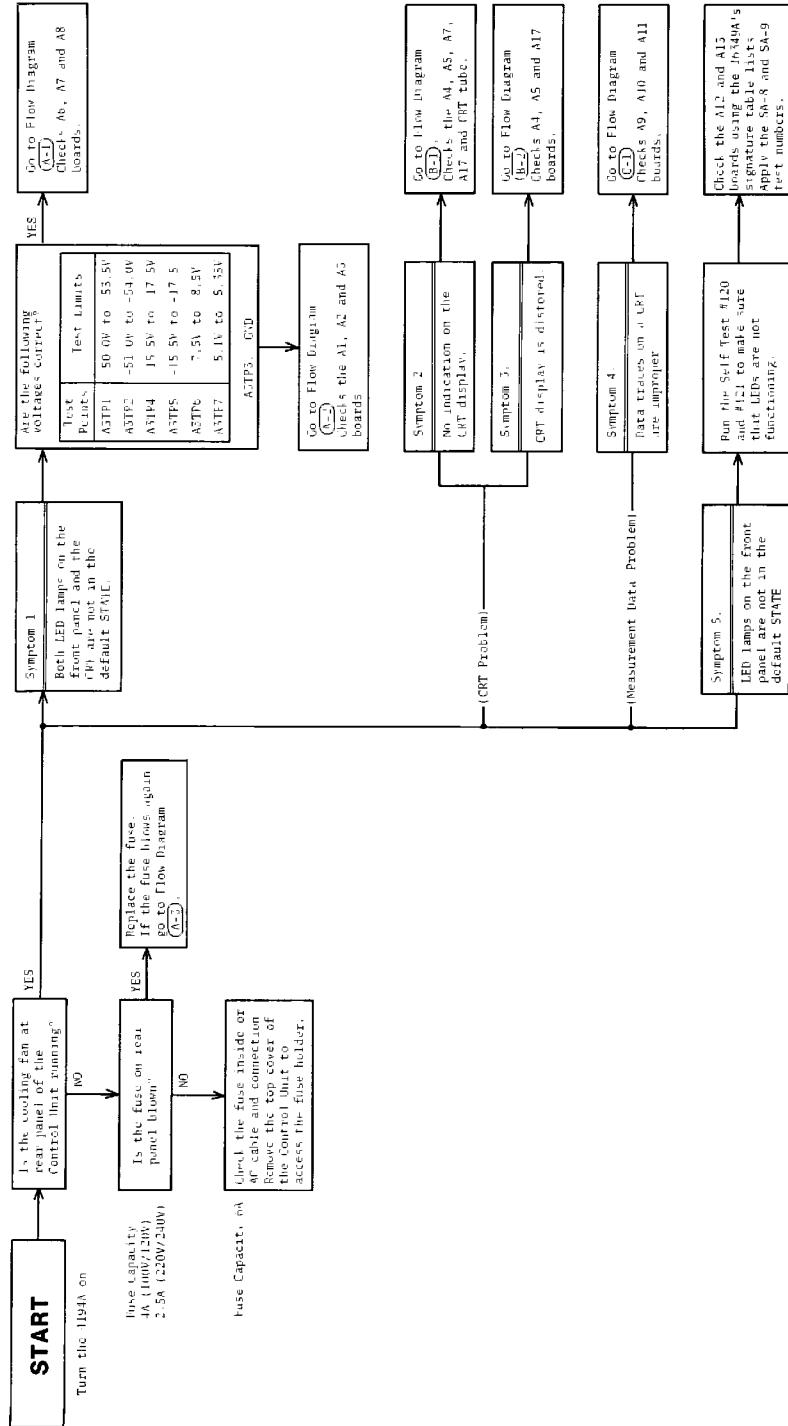 START
Turn the 4194A on
Is the cooling fan at
rear panel of the
Control Unit running?
YES
NO
Fuse Capacity
4A (100V/120V)
2.5A (220V/240V)
Is the fuse on rear
panel blown?
YES
NO
Replace the fuse.
If the fuse blows again
go to Flow Diagram
(A-3).
Fuse Capacity 6A
Check the fuse inside or
AC cable and connection
Remove the top cover of
the Control Unit to
access the fuse holder.
Symptom 1
Both LED lamps on the
front panel and the
CRT are not in the
default STATE.
Are the following
voltages correct?
Test Points Test Limits
A3TP1 50.0V to 53.5V
A3TP2 -51.0V to -54.0V
A3TP4 15.5V to 17.5V
A3TP5 -15.5V to -17.5
A3TP6 7.5V to 8.5V
A3TP7 5.1V to 5.35V
A3TP3. GND
YES
Go to Flow Diagram
(A-1)
Checks A6, A7 and A8
boards.
Go to Flow Diagram
(A-2)
Checks the A1, A2 and A3
boards
(CRT Problem)
Symptom 2
No indication on the
CRT display.
Go to Flow Diagram
(B-1).
Checks the A4, A5, A7,
A17 and CRT tube.
Symptom 3.
CRT display is distored.
Go to Flow Diagram
(B-2)
Checks A4, A5 and A17
boards.
(Measurement Data Problem)
Symptom 4.
Data traces on a CRT
are improper
Go to Flow Diagram
(C-1)
Checks A9, A10 and A11
boards.
Symptom 5.
LED lamps on the front
panel are not in the
default STATE
Run the Self Test #120
and #121 to make sure
that LEDs are not
functioning.
Check the A12 and A13
boards using the 16349A's
signature table lists
Apply the SA-8 and SA-9
test numbers.